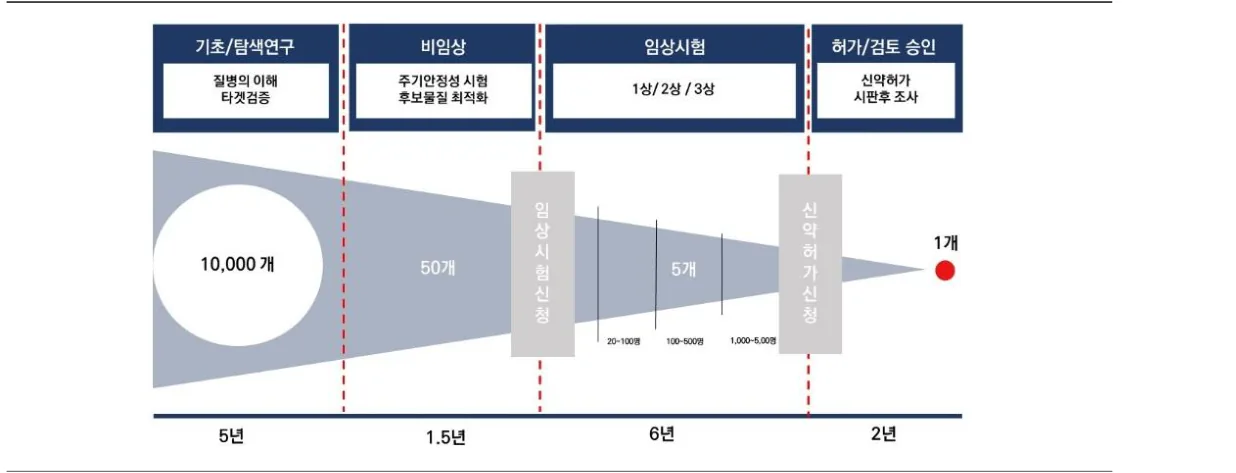 기초/탐색연구
질병의 이해
타겟검증
비임상
주기안정성 시험
후보물질 최적화
임상시험
1상/ 2상 / 3상
허가/검토 승인
신약허가
시판후 조사
10,000 개
50개
임상시험신청
5개
신약허가신청
1개
20~100명
100~500명
1,000~5,00명
5년
1.5년
6년
2년